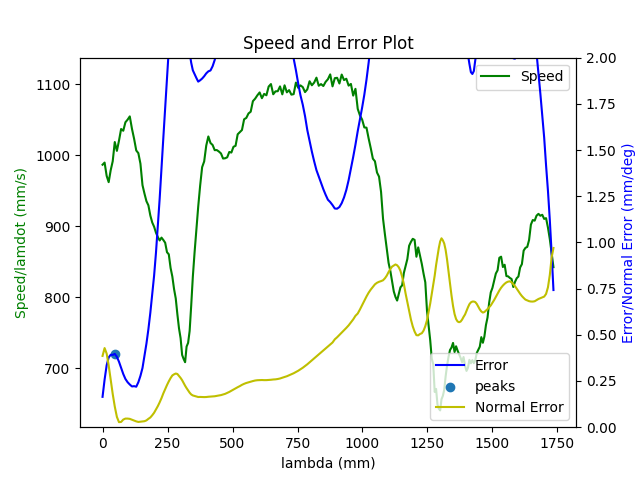 Speed and Error Plot
Speed/lamdot (mm/s)
1100
1000
900
800
700
2.00
1.75
1.50
1.25
1.00
0.75
0.50
0.25
0.00
Error/Normal Error (mm/deg)
Speed
Error
peaks
Normal Error
0 250 500 750 1000 1250 1500 1750
lambda (mm)